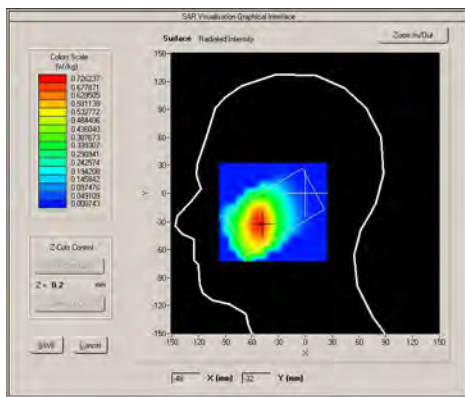 SAR Visualisation Graphical Interface
Surface Radiated Intensity
Zoom In/Out
Colors Scale
(W/kg)
0.726237
0.677871
0.629505
0.581138
0.532772
0.484406
0.436040
0.387673
0.339307
0.290941
0.242574
0.194208
0.145842
0.097476
0.049109
0.000743
150
120
90
60
30
0
-30
-60
-90
-120
-150
Y
-150 -120 -90 -60 -30 0 30 60 90 120 150
X
Z-Cuts Control
Z = 0.2 mm
SAVE Cancel
-46 X (mm) -32 Y (mm)